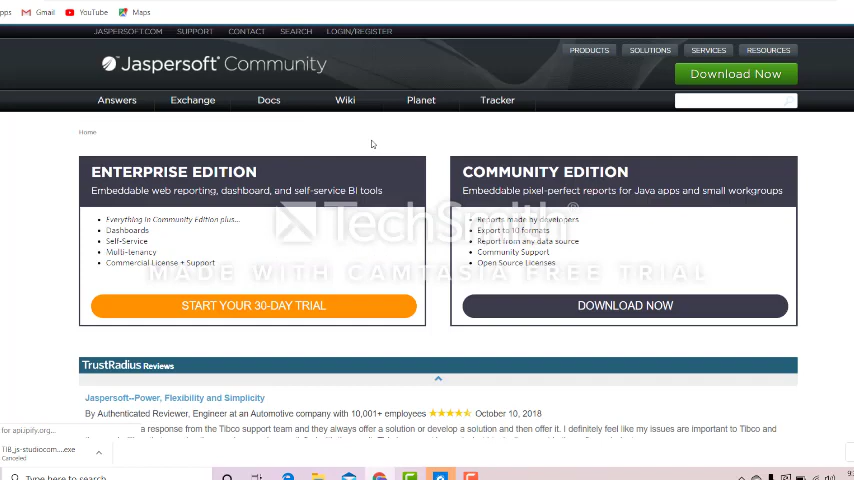 pps Gmail YouTube Maps
JASPERSOFT.COM SUPPORT CONTACT SEARCH LOGIN/REGISTER
PRODUCTS SOLUTIONS SERVICES RESOURCES
Jaspersoft Community
Download Now
Answers Exchange Docs Wiki Planet Tracker
Home
ENTERPRISE EDITION
Embeddable web reporting, dashboard, and self-service BI tools
• Everything in Community Edition plus...
• Dashboards
• Self-Service
• Multi-tenancy
• Commercial License + Support
START YOUR 30-DAY TRIAL
COMMUNITY EDITION
Embeddable pixel-perfect reports for Java apps and small workgroups
• Reports made by developers
• Export to 10 formats
• Report from any data source
• Community Support
• Open Source Licenses
DOWNLOAD NOW
TechSmith®
MADE WITH CAMTASIA FREE TRIAL
TrustRadius Reviews
Jaspersoft--Power, Flexibility and Simplicity
By Authenticated Reviewer, Engineer at an Automotive company with 10,001+ employees ★★★★★ October 10, 2018
a response from the Tibco support team and they always offer a solution or develop a solution and then offer it. I definitely feel like my issues are important to Tibco and
for api.ipify.org...
TIB_js-studiocom....exe
Canceled
Type here to search